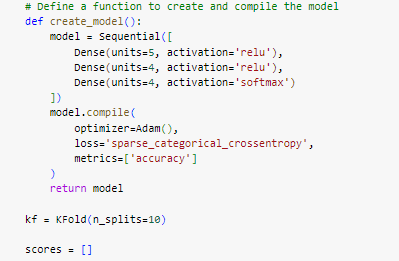 # Define a function to create and compile the model
def create_model():
    model = Sequential([
        Dense(units=5, activation='relu'),
        Dense(units=4, activation='relu'),
        Dense(units=4, activation='softmax')
    ])
    model.compile(
        optimizer=Adam(),
        loss='sparse_categorical_crossentropy',
        metrics=['accuracy']
    )
    return model
kf = KFold(n_splits=10)
scores = []